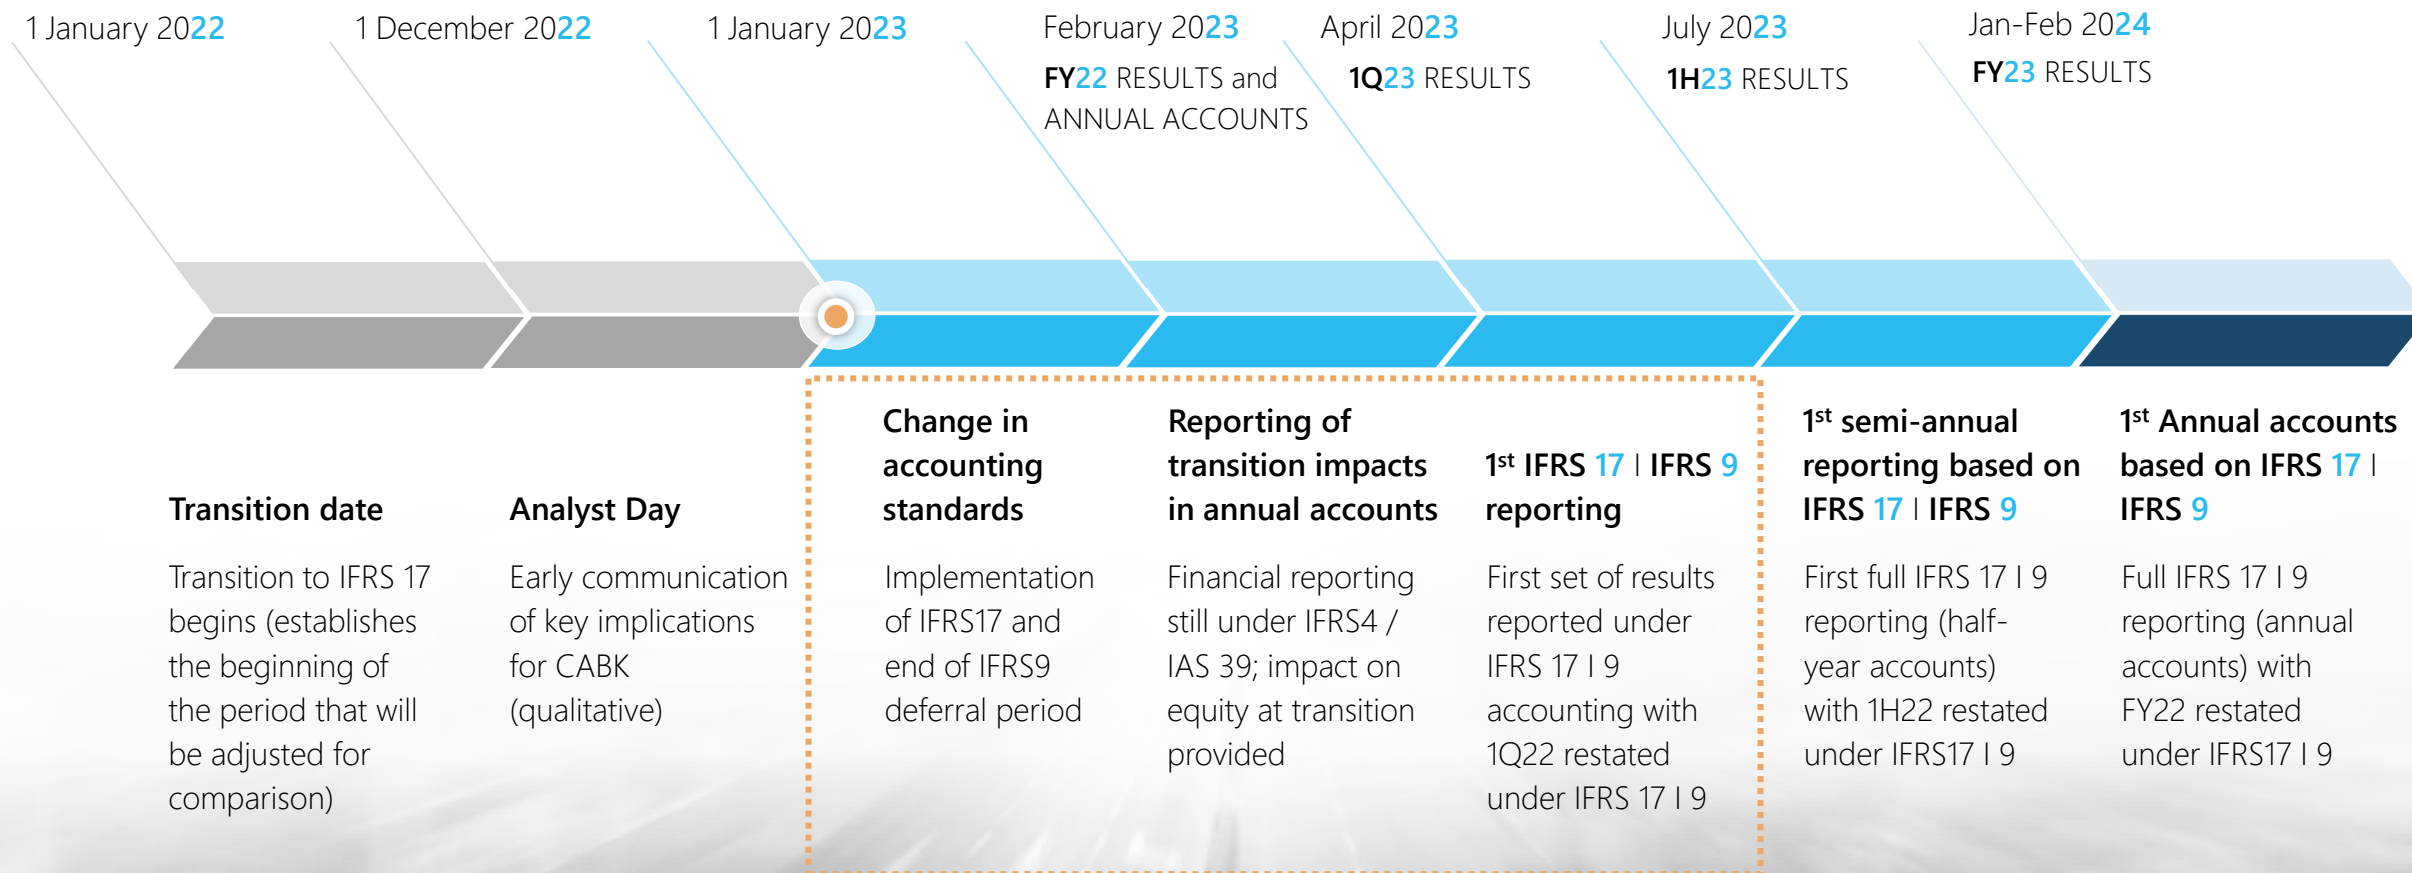 1 January 2022
1 December 2022
1 January 2023
February 2023
FY22 RESULTS and
ANNUAL ACCOUNTS
April 2023
1Q23 RESULTS
July 2023
1H23 RESULTS
Jan-Feb 2024
FY23 RESULTS
Transition date
Transition to IFRS 17
begins (establishes
the beginning of
the period that will
be adjusted for
comparison)
Analyst Day
Early communication
of key implications
for CABK
(qualitative)
Change in
accounting
standards
Implementation
of IFRS17 and
end of IFRS9
deferral period
Reporting of
transition impacts
in annual accounts
Financial reporting
still under IFRS4 /
IAS 39; impact on
equity at transition
provided
1st IFRS 17 I IFRS 9
reporting
First set of results
reported under
IFRS 17 I 9
accounting with
1Q22 restated
under IFRS 17 I 9
1st semi-annual
reporting based on
IFRS 17 I IFRS 9
First full IFRS 17 I 9
reporting (half-
year accounts)
with 1H22 restated
under IFRS17 I 9
1st Annual accounts
based on IFRS 17 I
IFRS 9
Full IFRS 17 I 9
reporting (annual
accounts) with
FY22 restated
under IFRS17 I 9